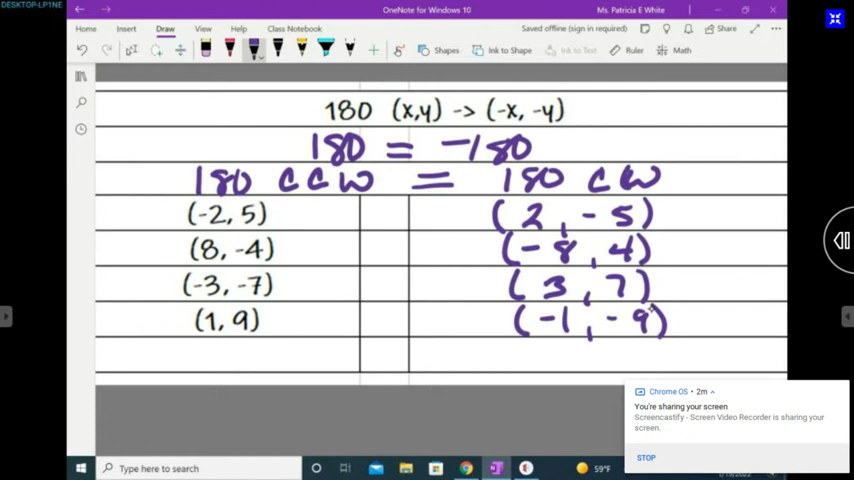 DESKTOP-LP1NE
OneNote for Windows 10
Ms. Patricia E White
Home Insert Draw View Help Class Notebook
Saved offline (sign in required)
Share
Shapes Ink to Shape Ink to Text Ruler Math
180 (x,y) -> (-x, -y)
180 = -180
180 CCW = 180 CW
(-2, 5) (2, -5)
(8, -4) (-8, 4)
(-3, -7) (3, 7)
(1, 9) (-1, -9)
Chrome OS • 2m
You're sharing your screen
Screencastify - Screen Video Recorder is sharing your
screen.
STOP
Type here to search
59°F